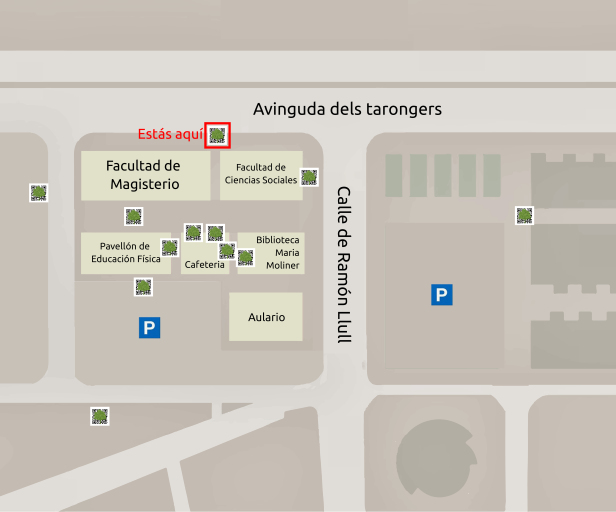 Avinguda dels tarongers
Estás aquí
Facultad de
Magisterio
Facultad de
Ciencias Sociales
Calle de Ramón Llull
Pavellón de
Educación Física
Cafeteria
Biblioteca
Maria
Moliner
P
Aulario
P